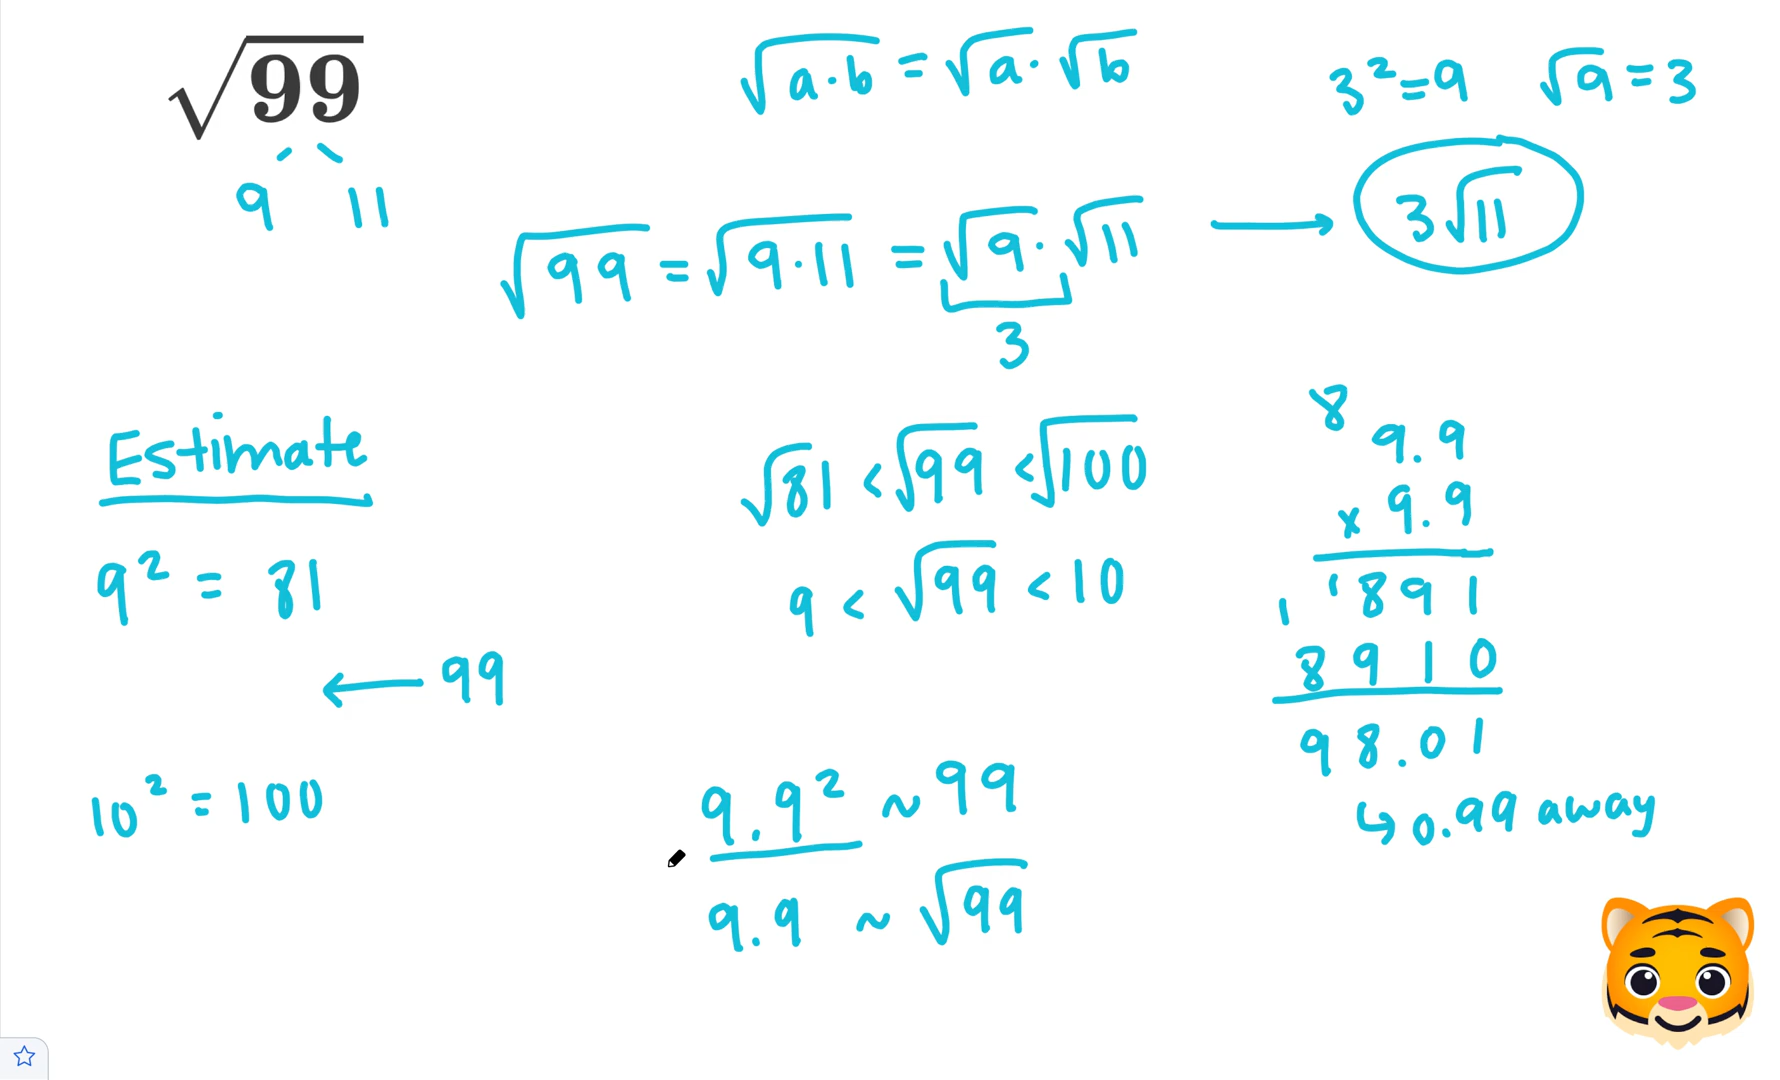 √99
9 11
√a·b = √a · √b
3² = 9 √9 = 3
√99 = √9·11 = √9 · √11 → 3√11
3
Estimate
9² = 81
← 99
10² = 100
√81 < √99 < √100
9 < √99 < 10
9.9² ~ 99
9.9 ~ √99
8
9.9
x 9.9
1 1 891
8910
98.01
↳ 0.99 away